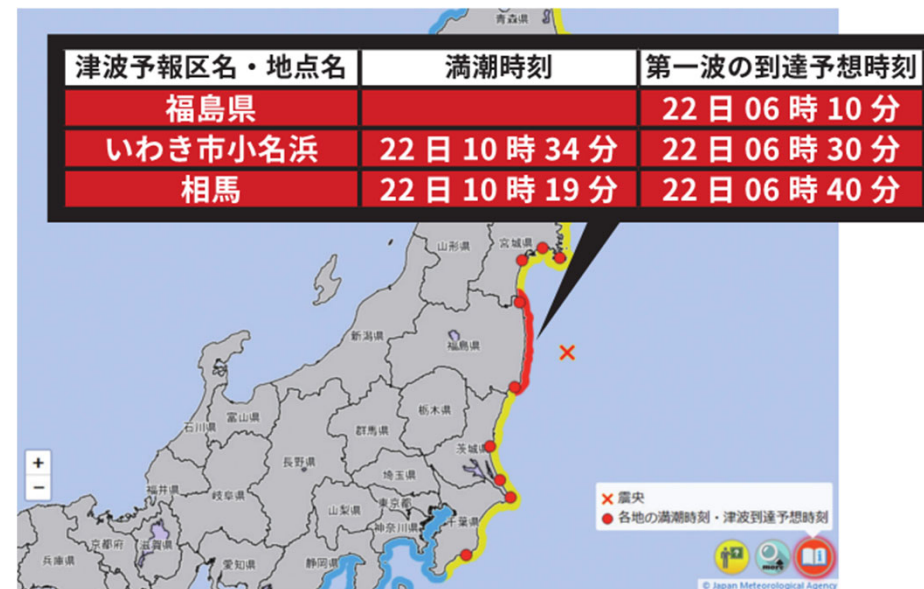 青森県
津波予報区名・地点名 満潮時刻 第一波の到達予想時刻
福島県 22日06時10分
いわき市小名浜 22日10時34分 22日06時30分
相馬 22日10時19分 22日06時40分
山形県 宮城県
新潟県 福島県
栃木県
石川県 富山県 群馬県 茨城県
長野県 埼玉県
福井県 岐阜県 山梨県 東京都 千葉県
神奈川県
兵庫県 京都府 滋賀県 愛知県 静岡県
+
−
× 震央
各地の満潮時刻・津波到達予想時刻
more
© Japan Meteorological Agency